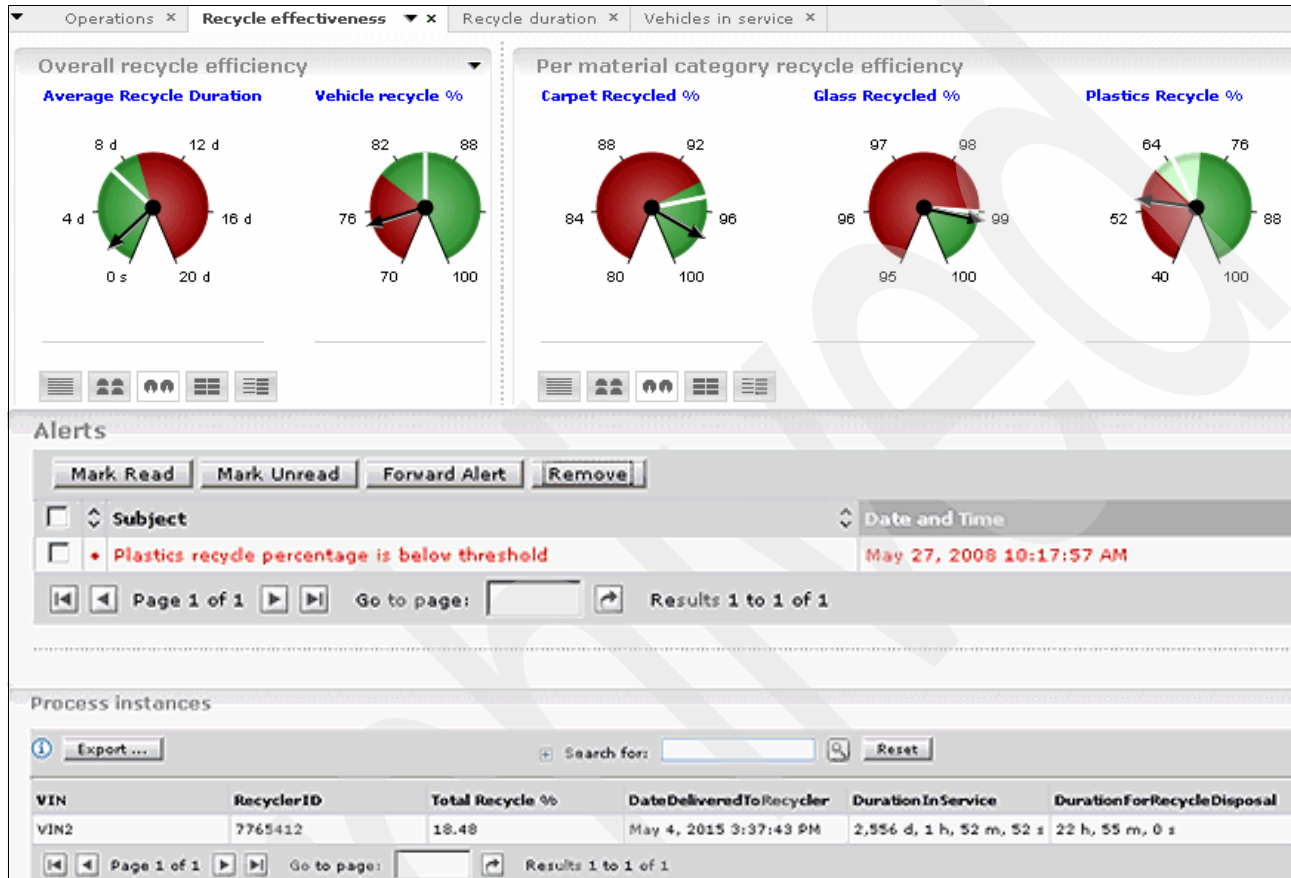 Operations × Recycle effectiveness ▼ × Recycle duration × Vehicles in service ×
Overall recycle efficiency
Average Recycle Duration Vehicle recycle %
8 d 12 d
4 d 16 d
0 s 20 d
82 88
76
70 100
Per material category recycle efficiency
Carpet Recycled % Glass Recycled % Plastics Recycle %
88 92
84 96
80 100
97 98
96 99
95 100
64 76
52 88
40 100
Alerts
Mark Read Mark Unread Forward Alert Remove
Subject Date and Time
Plastics recycle percentage is below threshold May 27, 2008 10:17:57 AM
Page 1 of 1 Go to page: Results 1 to 1 of 1
Process instances
Export ... Search for: Reset
VIN RecyclerID Total Recycle % DateDeliveredToRecycler DurationInService DurationForRecycleDisposal
VIN2 7765412 18.48 May 4, 2015 3:37:43 PM 2,556 d, 1 h, 52 m, 52 s 22 h, 55 m, 0 s
Page 1 of 1 Go to page: Results 1 to 1 of 1